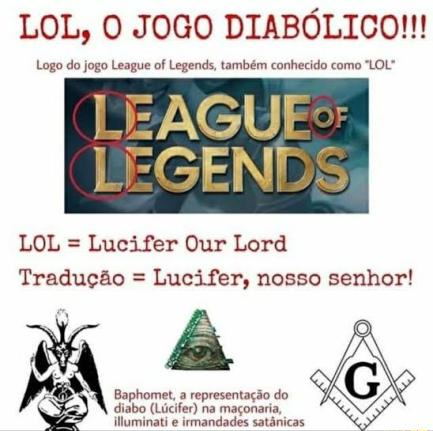 LOL, O JOGO DIABÓLICO!!!
Logo do jogo League of Legends, também conhecido como "LOL"
LEAGUE OF
LEGENDS
LOL = Lucifer Our Lord
Tradução = Lucifer, nosso senhor!
Baphomet, a representação do
diabo (Lúcifer) na maçonaria,
illuminati e irmandades satânicas
G